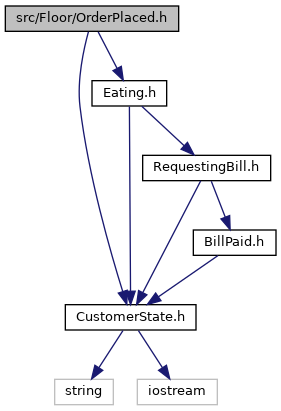 src/Floor/OrderPlaced.h
Eating.h
RequestingBill.h
BillPaid.h
CustomerState.h
string
iostream